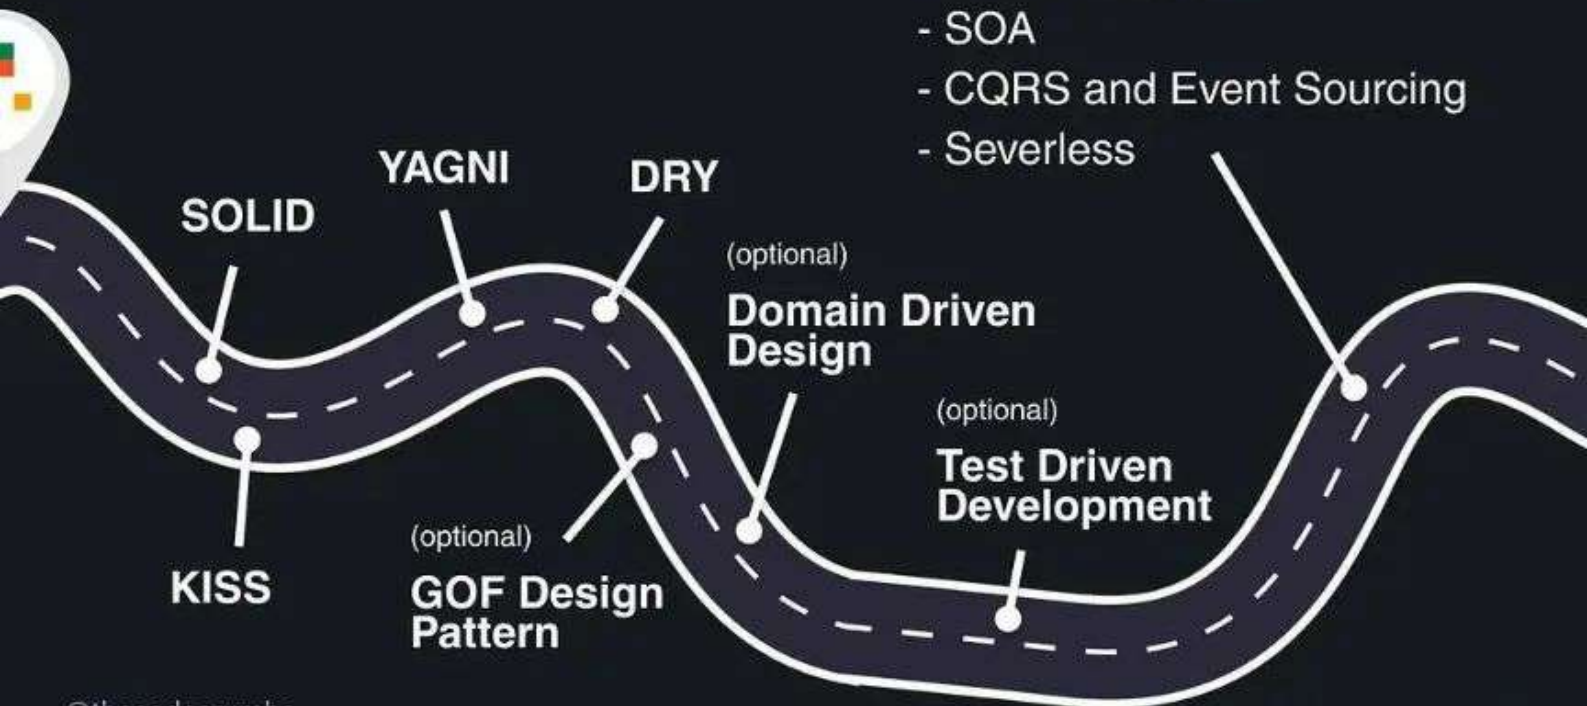 - SOA
- CQRS and Event Sourcing
- Severless
YAGNI
DRY
SOLID
(optional)
Domain Driven
Design
(optional)
Test Driven
Development
(optional)
GOF Design
Pattern
KISS